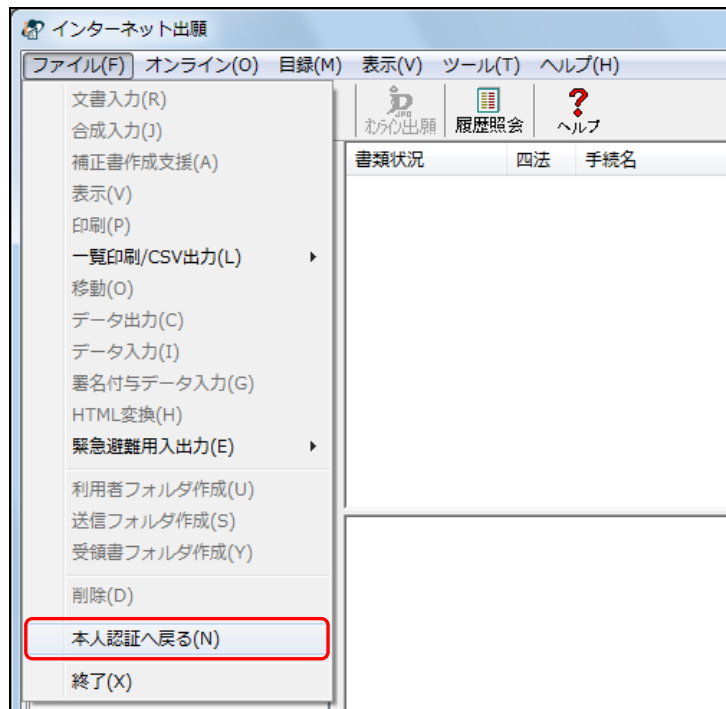 インターネット出願
ファイル(F) オンライン(O) 目録(M) 表示(V) ツール(T) ヘルプ(H)
文書入力(R)
合成入力(J)
補正書作成支援(A)
表示(V)
印刷(P)
一覧印刷/CSV出力(L)
移動(O)
データ出力(C)
データ入力(I)
署名付与データ入力(G)
HTML変換(H)
緊急避難用入出力(E)
利用者フォルダ作成(U)
送信フォルダ作成(S)
受領書フォルダ作成(Y)
削除(D)
本人認証へ戻る(N)
終了(X)
JPO
オンライン出願 履歴照会 ヘルプ
書類状況 四法 手続名